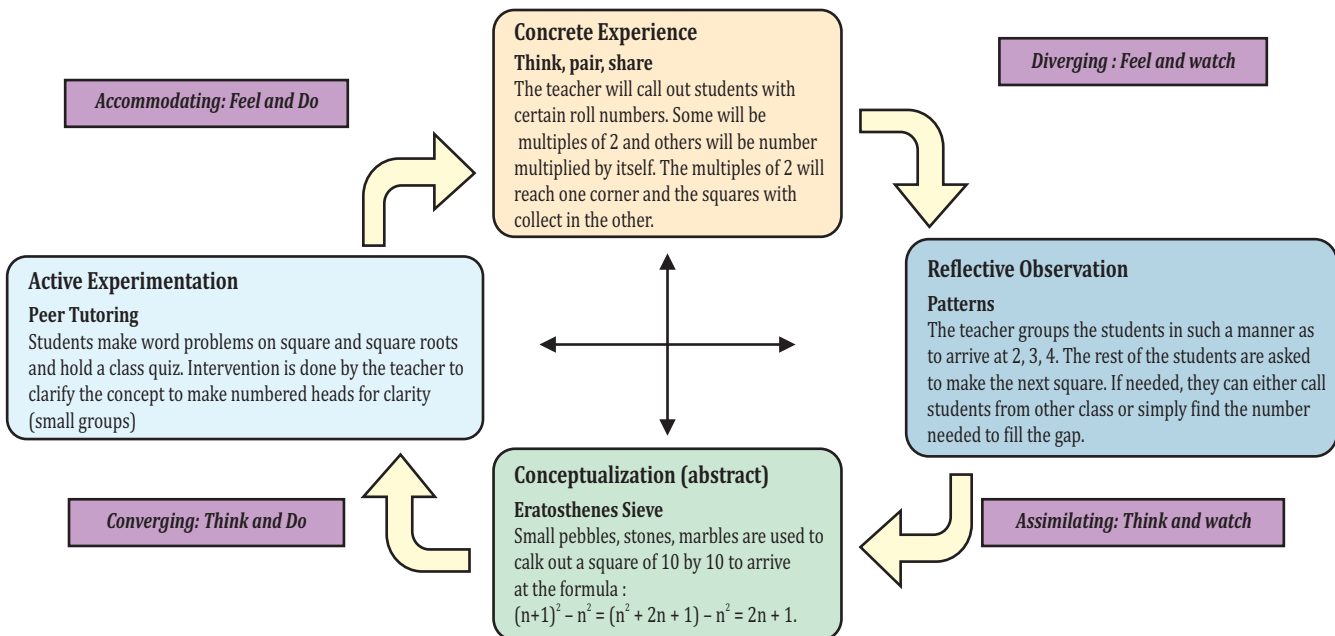 Concrete Experience
Think, pair, share
The teacher will call out students with
certain roll numbers. Some will be
multiples of 2 and others will be number
multiplied by itself. The multiples of 2 will
reach one corner and the squares with
collect in the other.
Diverging : Feel and watch
Reflective Observation
Patterns
The teacher groups the students in such a manner as
to arrive at 2, 3, 4. The rest of the students are asked
to make the next square. If needed, they can either call
students from other class or simply find the number
needed to fill the gap.
Assimilating: Think and watch
Conceptualization (abstract)
Eratosthenes Sieve
Small pebbles, stones, marbles are used to
calk out a square of 10 by 10 to arrive
at the formula :
(n+1)² – n² = (n² + 2n + 1) – n² = 2n + 1.
Converging: Think and Do
Active Experimentation
Peer Tutoring
Students make word problems on square and square roots
and hold a class quiz. Intervention is done by the teacher to
clarify the concept to make numbered heads for clarity
(small groups)
Accommodating: Feel and Do